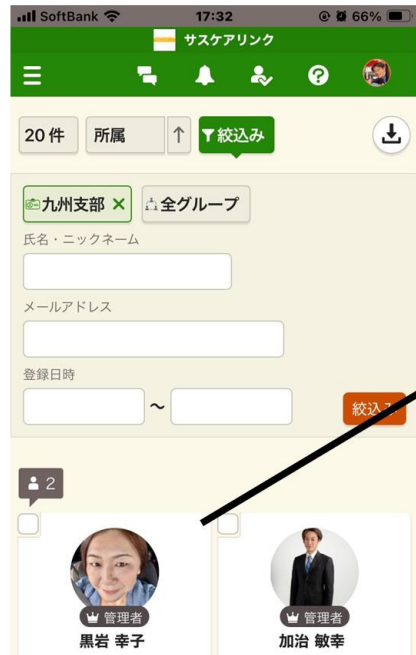 SoftBank 17:32 66%
サスケアリンク
20件 所属 ↑ 絞込み
九州支部 × 全グループ
氏名・ニックネーム
メールアドレス
登録日時
~ 絞込み
2
管理者 管理者
黒岩 幸子 加治 敏幸